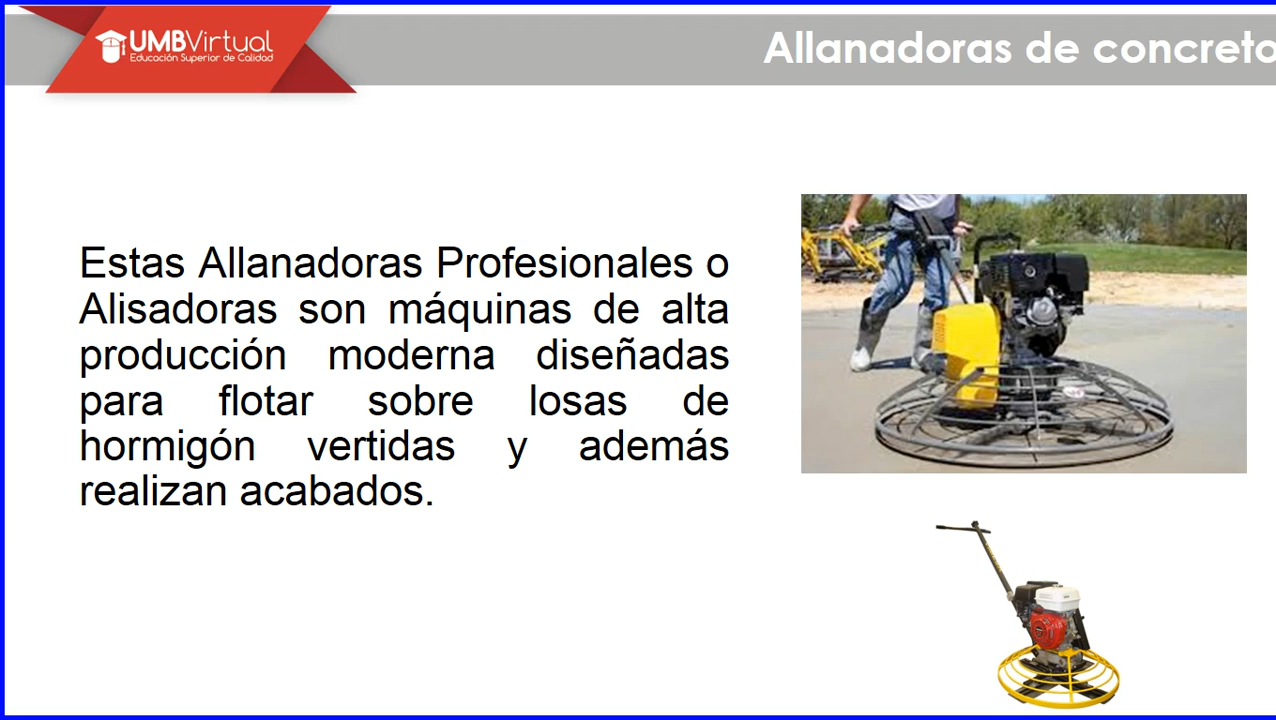 UMBVirtual
Educación Superior de Calidad
Allanadoras de concreto
Estas Allanadoras Profesionales o
Alisadoras son máquinas de alta
producción moderna diseñadas
para flotar sobre losas de
hormigón vertidas y además
realizan acabados.